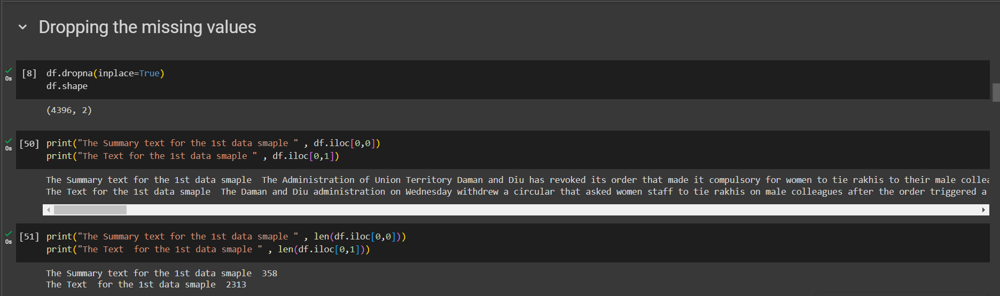 Dropping the missing values
0s
[8] df.dropna(inplace=True)
df.shape
(4396, 2)
0s
[50] print("The Summary text for the 1st data smaple " , df.iloc[0,0])
print("The Text for the 1st data smaple " , df.iloc[0,1])
The Summary text for the 1st data smaple  The Administration of Union Territory Daman and Diu has revoked its order that made it compulsory for women to tie rakhis to their male collea
The Text for the 1st data smaple  The Daman and Diu administration on Wednesday withdrew a circular that asked women staff to tie rakhis on male colleagues after the order triggered a
0s
[51] print("The Summary text for the 1st data smaple " , len(df.iloc[0,0]))
print("The Text  for the 1st data smaple " , len(df.iloc[0,1]))
The Summary text for the 1st data smaple  358
The Text  for the 1st data smaple  2313